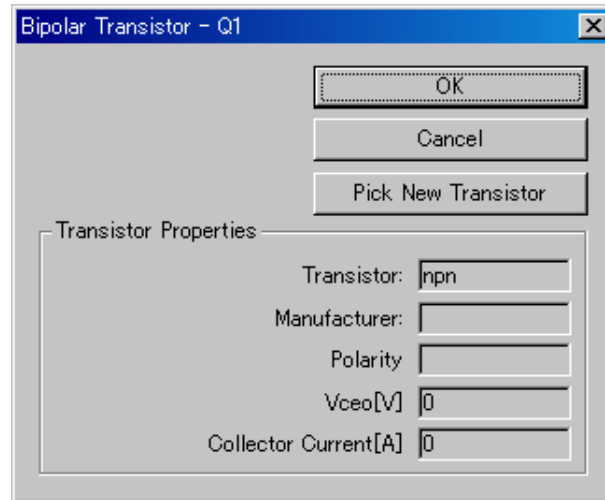 Bipolar Transistor - Q1
OK
Cancel
Pick New Transistor
Transistor Properties
Transistor: npn
Manufacturer:
Polarity
Vceo[V] 0
Collector Current[A] 0